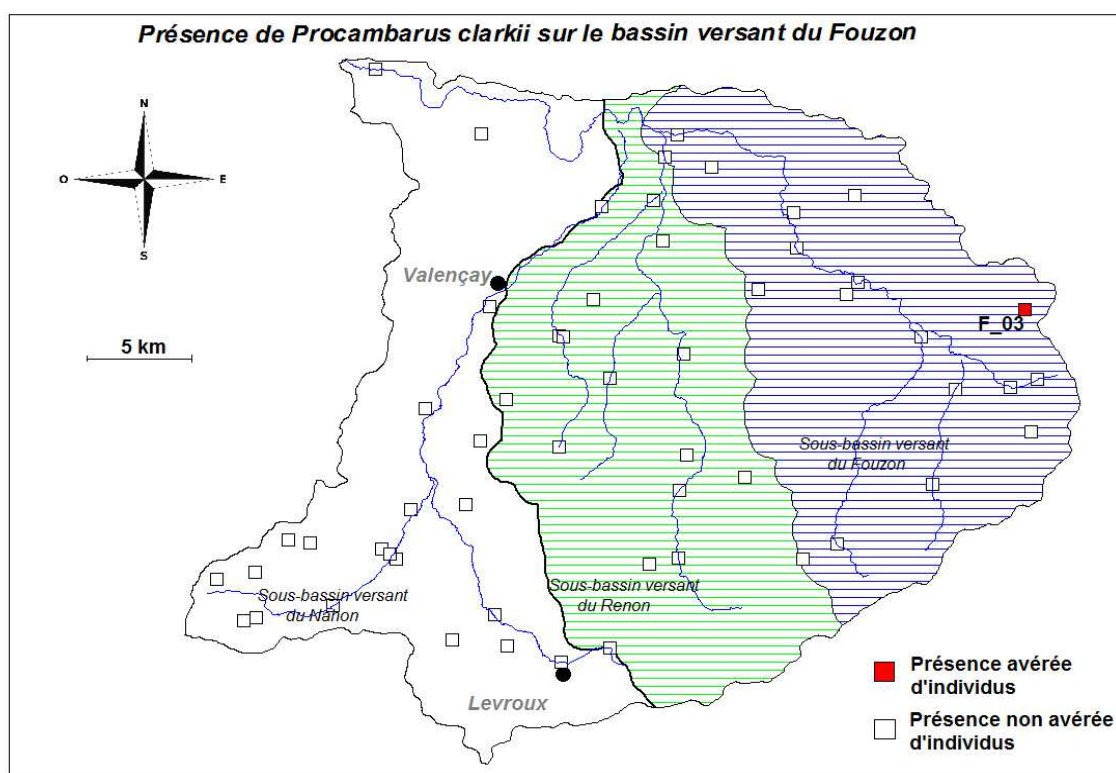 Présence de Procambarus clarkii sur le bassin versant du Fouzon
N
O
E
S
Valençay
5 km
F_03
Sous-bassin versant
du Fouzon
Sous-bassin versant
du Renon
Sous-bassin versant
du Nahon
Levroux
Présence avérée
d'individus
Présence non avérée
d'individus